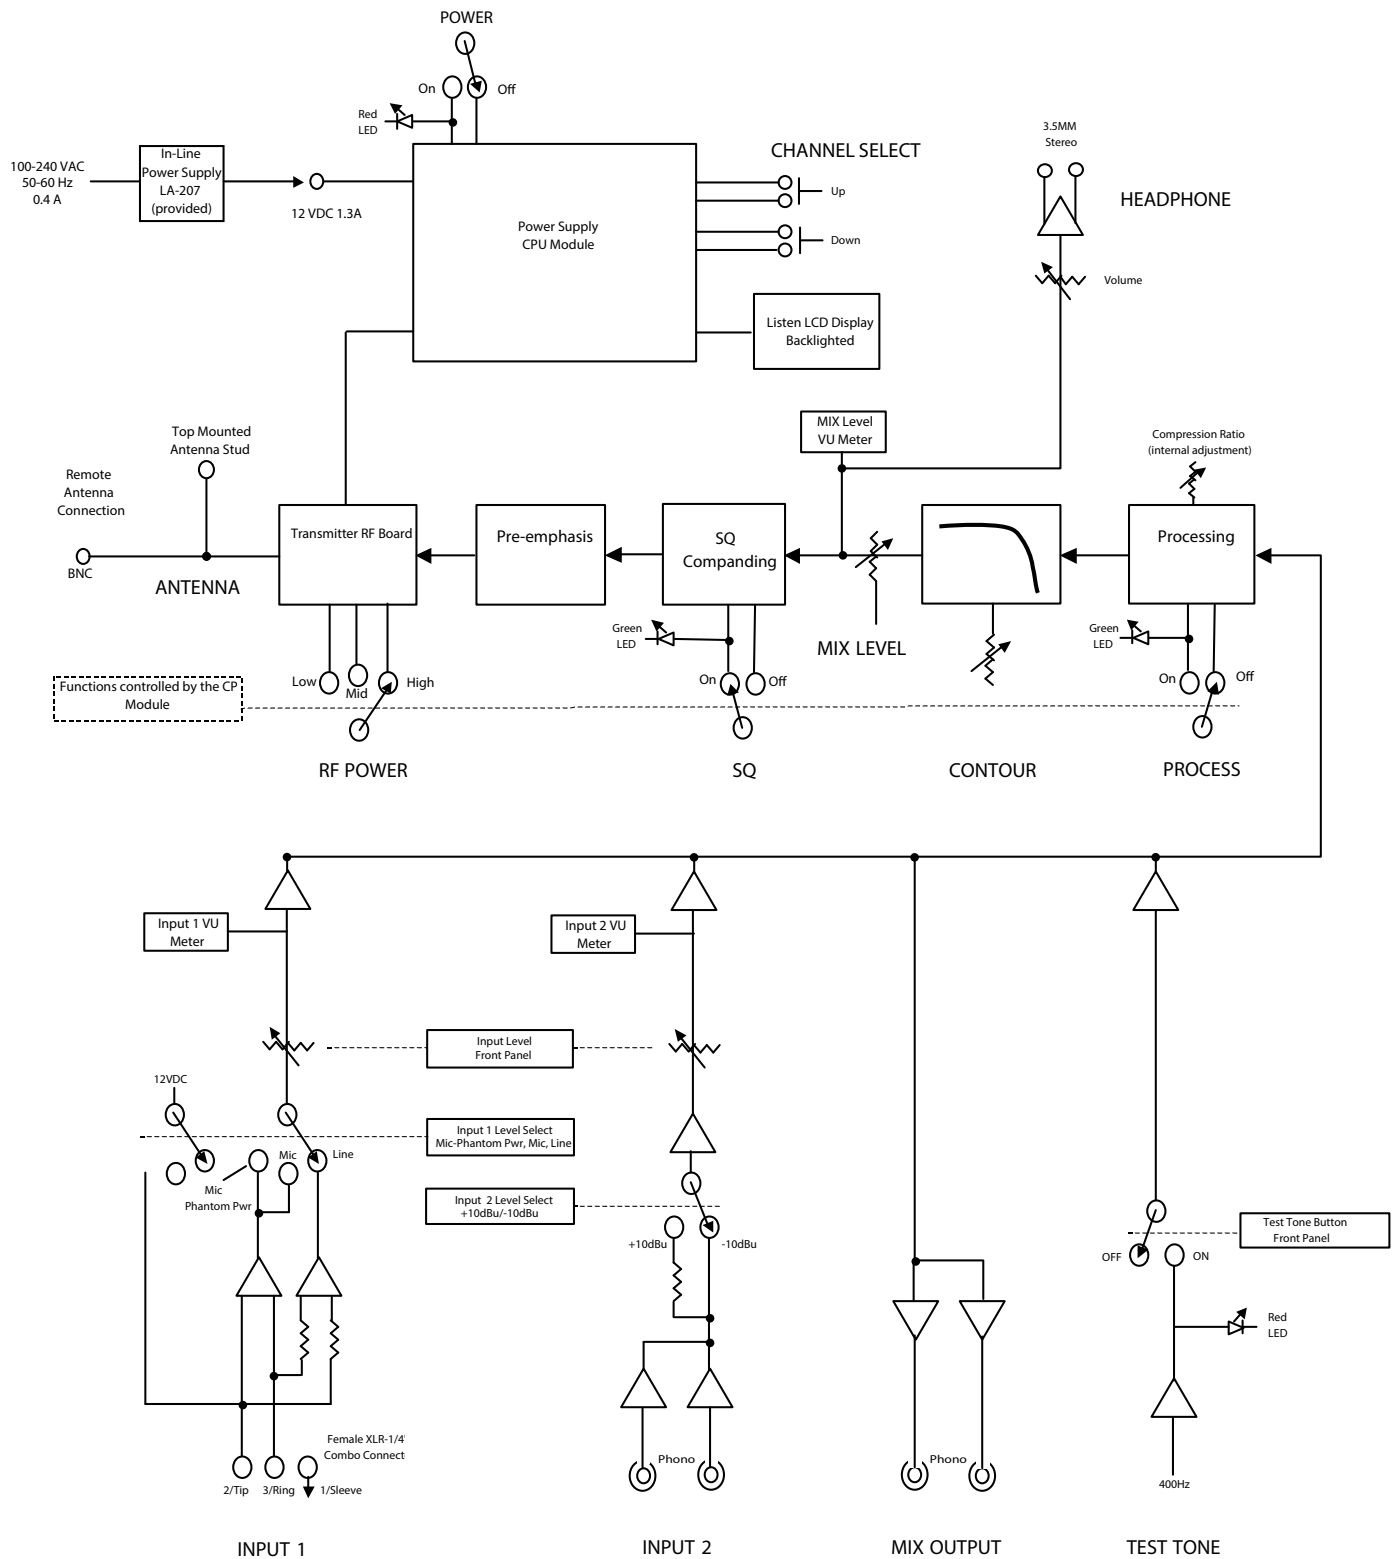 POWER
On
Off
Red
LED
100-240 VAC
50-60 Hz
0.4 A
In-Line
Power Supply
LA-207
(provided)
12 VDC 1.3A
Power Supply
CPU Module
CHANNEL SELECT
Up
Down
Listen LCD Display
Backlighted
3.5MM
Stereo
HEADPHONE
Volume
Top Mounted
Antenna Stud
Remote
Antenna
Connection
BNC
ANTENNA
Transmitter RF Board
Pre-emphasis
SQ
Companding
MIX Level
VU Meter
MIX LEVEL
Compression Ratio
(internal adjustment)
Processing
Green
LED
On
Off
Green
LED
On
Off
Low
Mid
High
Functions controlled by the CP
Module
RF POWER
SQ
CONTOUR
PROCESS
Input 1 VU
Meter
Input 2 VU
Meter
Input Level
Front Panel
12VDC
Input 1 Level Select
Mic-Phantom Pwr, Mic, Line
Mic
Line
Mic
Phantom Pwr
Input 2 Level Select
+10dBu/-10dBu
+10dBu
-10dBu
Test Tone Button
Front Panel
OFF
ON
Red
LED
Female XLR-1/4"
Combo Connect
2/Tip
3/Ring
1/Sleeve
Phono
Phono
400Hz
INPUT 1
INPUT 2
MIX OUTPUT
TEST TONE